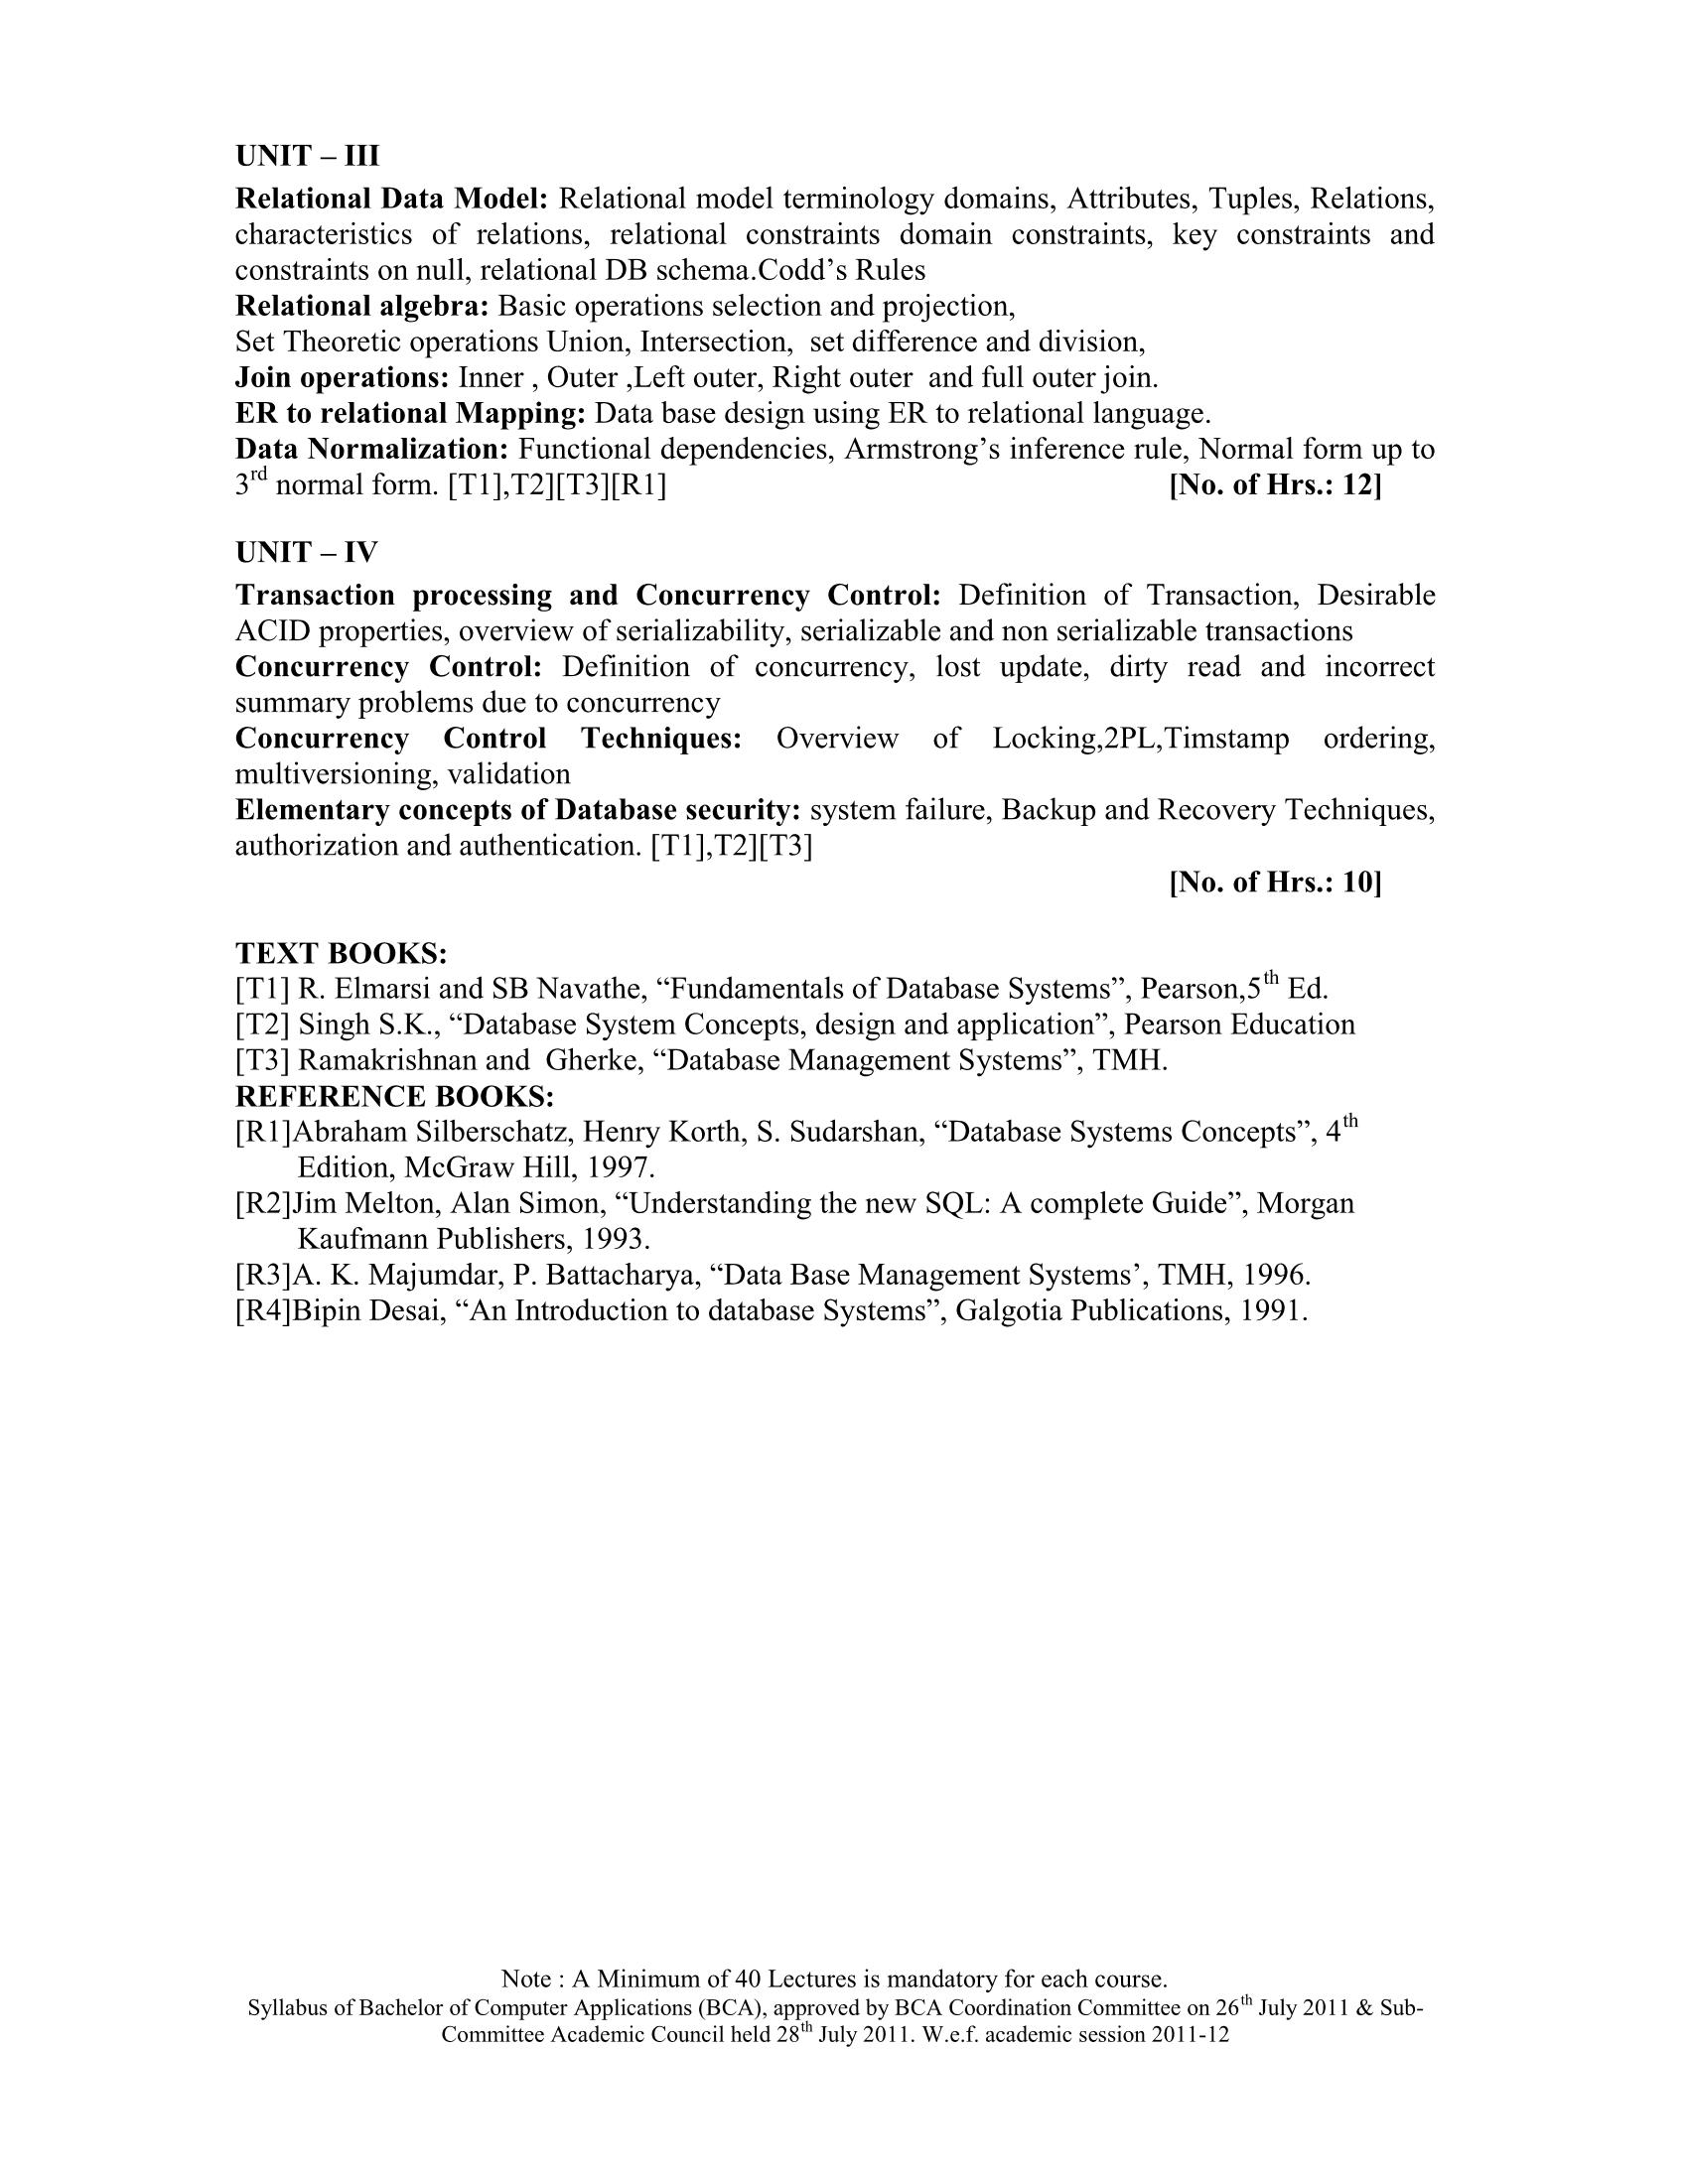 UNIT – III
Relational Data Model: Relational model terminology domains, Attributes, Tuples, Relations,
characteristics of relations, relational constraints domain constraints, key constraints and
constraints on null, relational DB schema.Codd’s Rules
Relational algebra: Basic operations selection and projection,
Set Theoretic operations Union, Intersection,  set difference and division,
Join operations: Inner , Outer ,Left outer, Right outer  and full outer join.
ER to relational Mapping: Data base design using ER to relational language.
Data Normalization: Functional dependencies, Armstrong’s inference rule, Normal form up to
3rd normal form. [T1],T2][T3][R1] [No. of Hrs.: 12]
UNIT – IV
Transaction processing and Concurrency Control: Definition of Transaction, Desirable
ACID properties, overview of serializability, serializable and non serializable transactions
Concurrency Control: Definition of concurrency, lost update, dirty read and incorrect
summary problems due to concurrency
Concurrency Control Techniques: Overview of Locking,2PL,Timstamp ordering,
multiversioning, validation
Elementary concepts of Database security: system failure, Backup and Recovery Techniques,
authorization and authentication. [T1],T2][T3]
[No. of Hrs.: 10]
TEXT BOOKS:
[T1] R. Elmarsi and SB Navathe, “Fundamentals of Database Systems”, Pearson,5th Ed.
[T2] Singh S.K., “Database System Concepts, design and application”, Pearson Education
[T3] Ramakrishnan and  Gherke, “Database Management Systems”, TMH.
REFERENCE BOOKS:
[R1]Abraham Silberschatz, Henry Korth, S. Sudarshan, “Database Systems Concepts”, 4th
Edition, McGraw Hill, 1997.
[R2]Jim Melton, Alan Simon, “Understanding the new SQL: A complete Guide”, Morgan
Kaufmann Publishers, 1993.
[R3]A. K. Majumdar, P. Battacharya, “Data Base Management Systems’, TMH, 1996.
[R4]Bipin Desai, “An Introduction to database Systems”, Galgotia Publications, 1991.
Note : A Minimum of 40 Lectures is mandatory for each course.
Syllabus of Bachelor of Computer Applications (BCA), approved by BCA Coordination Committee on 26th July 2011 & Sub-
Committee Academic Council held 28th July 2011. W.e.f. academic session 2011-12